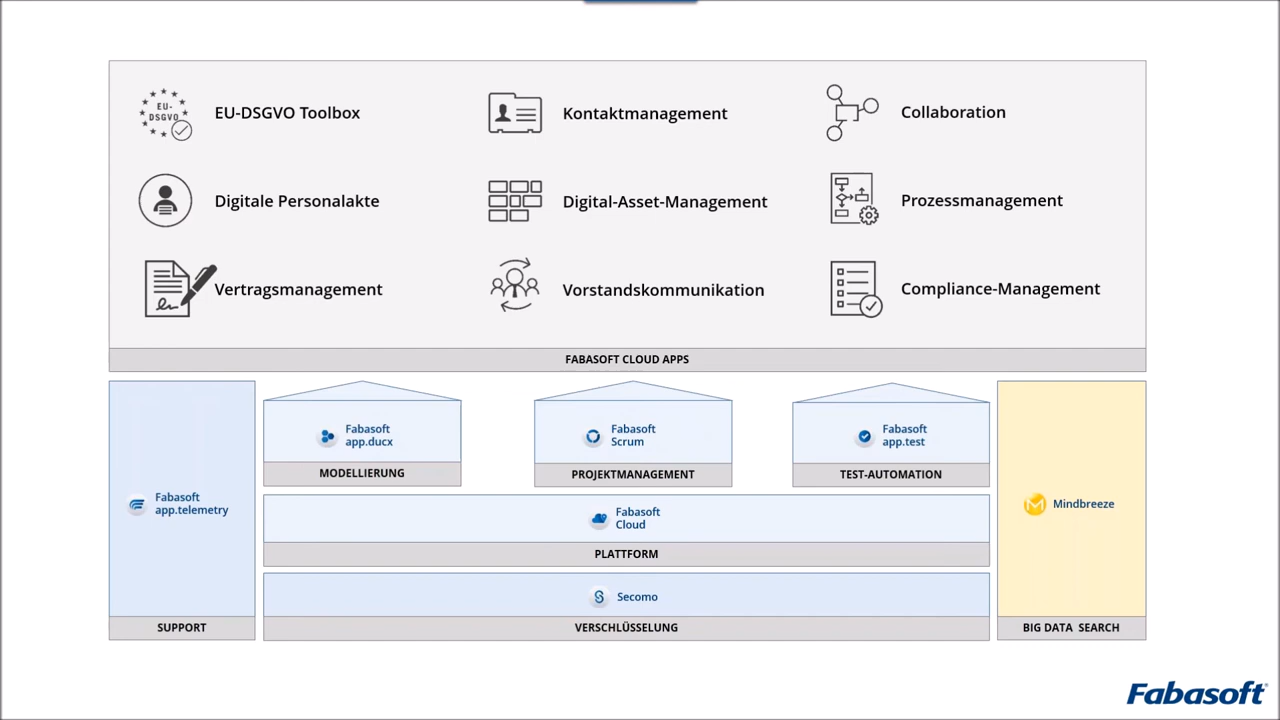 EU-
DSGVO
EU-DSGVO Toolbox
Kontaktmanagement
Collaboration
Digitale Personalakte
Digital-Asset-Management
Prozessmanagement
Vertragsmanagement
Vorstandskommunikation
Compliance-Management
FABASOFT CLOUD APPS
Fabasoft
app.ducx
MODELLIERUNG
Fabasoft
Scrum
PROJEKTMANAGEMENT
Fabasoft
app.test
TEST-AUTOMATION
Fabasoft
app.telemetry
SUPPORT
Fabasoft
Cloud
PLATTFORM
Secomo
VERSCHLÜSSELUNG
Mindbreeze
BIG DATA SEARCH
Fabasoft®